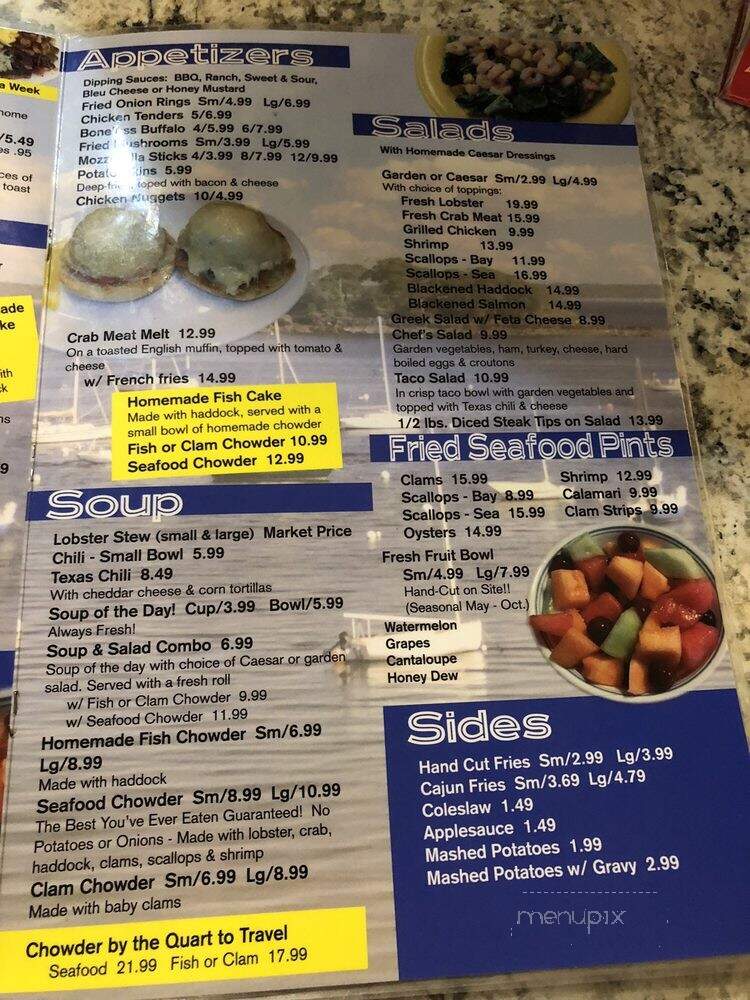 a Week
ome
/5.49
es .95
ces of
toast
ade
ke
ith
ck
ns
9
Appetizers
Dipping Sauces: BBQ, Ranch, Sweet & Sour,
Bleu Cheese or Honey Mustard
Fried Onion Rings Sm/4.99 Lg/6.99
Chicken Tenders 5/6.99
Boneless Buffalo 4/5.99 6/7.99
Fried Mushrooms Sm/3.99 Lg/5.99
Mozzarella Sticks 4/3.99 8/7.99 12/9.99
Potato Skins 5.99
Deep-fried, toped with bacon & cheese
Chicken Nuggets 10/4.99
Crab Meat Melt 12.99
On a toasted English muffin, topped with tomato &
cheese
w/ French fries 14.99
Homemade Fish Cake
Made with haddock, served with a
small bowl of homemade chowder
Fish or Clam Chowder 10.99
Seafood Chowder 12.99
Soup
Lobster Stew (small & large) Market Price
Chili - Small Bowl 5.99
Texas Chili 8.49
With cheddar cheese & corn tortillas
Soup of the Day! Cup/3.99 Bowl/5.99
Always Fresh!
Soup & Salad Combo 6.99
Soup of the day with choice of Caesar or garden
salad. Served with a fresh roll
w/ Fish or Clam Chowder 9.99
w/ Seafood Chowder 11.99
Homemade Fish Chowder Sm/6.99
Lg/8.99
Made with haddock
Seafood Chowder Sm/8.99 Lg/10.99
The Best You've Ever Eaten Guaranteed! No
Potatoes or Onions - Made with lobster, crab,
haddock, clams, scallops & shrimp
Clam Chowder Sm/6.99 Lg/8.99
Made with baby clams
Chowder by the Quart to Travel
Seafood 21.99 Fish or Clam 17.99
Salads
With Homemade Caesar Dressings
Garden or Caesar Sm/2.99 Lg/4.99
With choice of toppings:
Fresh Lobster 19.99
Fresh Crab Meat 15.99
Grilled Chicken 9.99
Shrimp 13.99
Scallops - Bay 11.99
Scallops - Sea 16.99
Blackened Haddock 14.99
Blackened Salmon 14.99
Greek Salad w/ Feta Cheese 8.99
Chef's Salad 9.99
Garden vegetables, ham, turkey, cheese, hard
boiled eggs & croutons
Taco Salad 10.99
In crisp taco bowl with garden vegetables and
topped with Texas chili & cheese
1/2 lbs. Diced Steak Tips on Salad 13.99
Fried Seafood Pints
Clams 15.99 Shrimp 12.99
Scallops - Bay 8.99 Calamari 9.99
Scallops - Sea 15.99 Clam Strips 9.99
Oysters 14.99
Fresh Fruit Bowl
Sm/4.99 Lg/7.99
Hand-Cut on Site!!
(Seasonal May - Oct.)
Watermelon
Grapes
Cantaloupe
Honey Dew
Sides
Hand Cut Fries Sm/2.99 Lg/3.99
Cajun Fries Sm/3.69 Lg/4.79
Coleslaw 1.49
Applesauce 1.49
Mashed Potatoes 1.99
Mashed Potatoes w/ Gravy 2.99
menupix